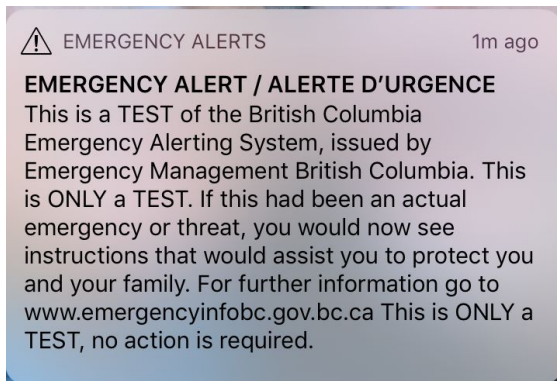 EMERGENCY ALERTS 1m ago
EMERGENCY ALERT / ALERTE D'URGENCE
This is a TEST of the British Columbia
Emergency Alerting System, issued by
Emergency Management British Columbia. This
is ONLY a TEST. If this had been an actual
emergency or threat, you would now see
instructions that would assist you to protect you
and your family. For further information go to
www.emergencyinfobc.gov.bc.ca This is ONLY a
TEST, no action is required.